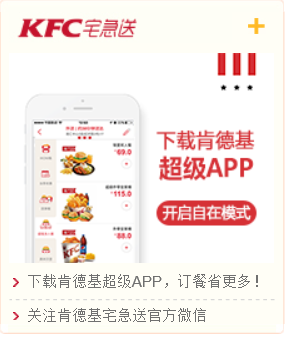 KFC宅急送
+
下载肯德基
超级APP
开启自在模式
69.0
115.0
88.0
下载肯德基超级APP，订餐省更多！
关注肯德基宅急送官方微信